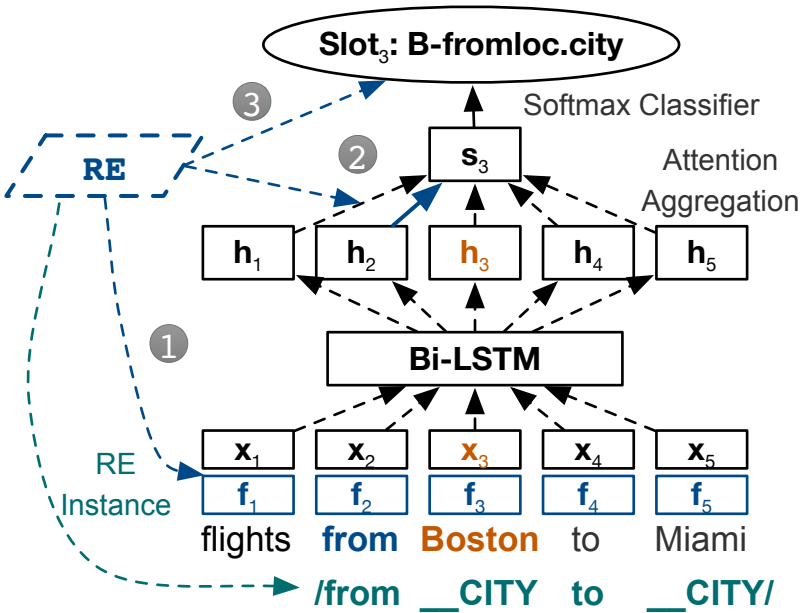 Slot₃: B-fromloc.city
3
Softmax Classifier
2
RE
s₃
Attention
Aggregation
h₁ h₂ h₃ h₄ h₅
1
Bi-LSTM
x₁ x₂ x₃ x₄ x₅
RE
Instance
f₁ f₂ f₃ f₄ f₅
flights from Boston to Miami
/from __CITY to __CITY/